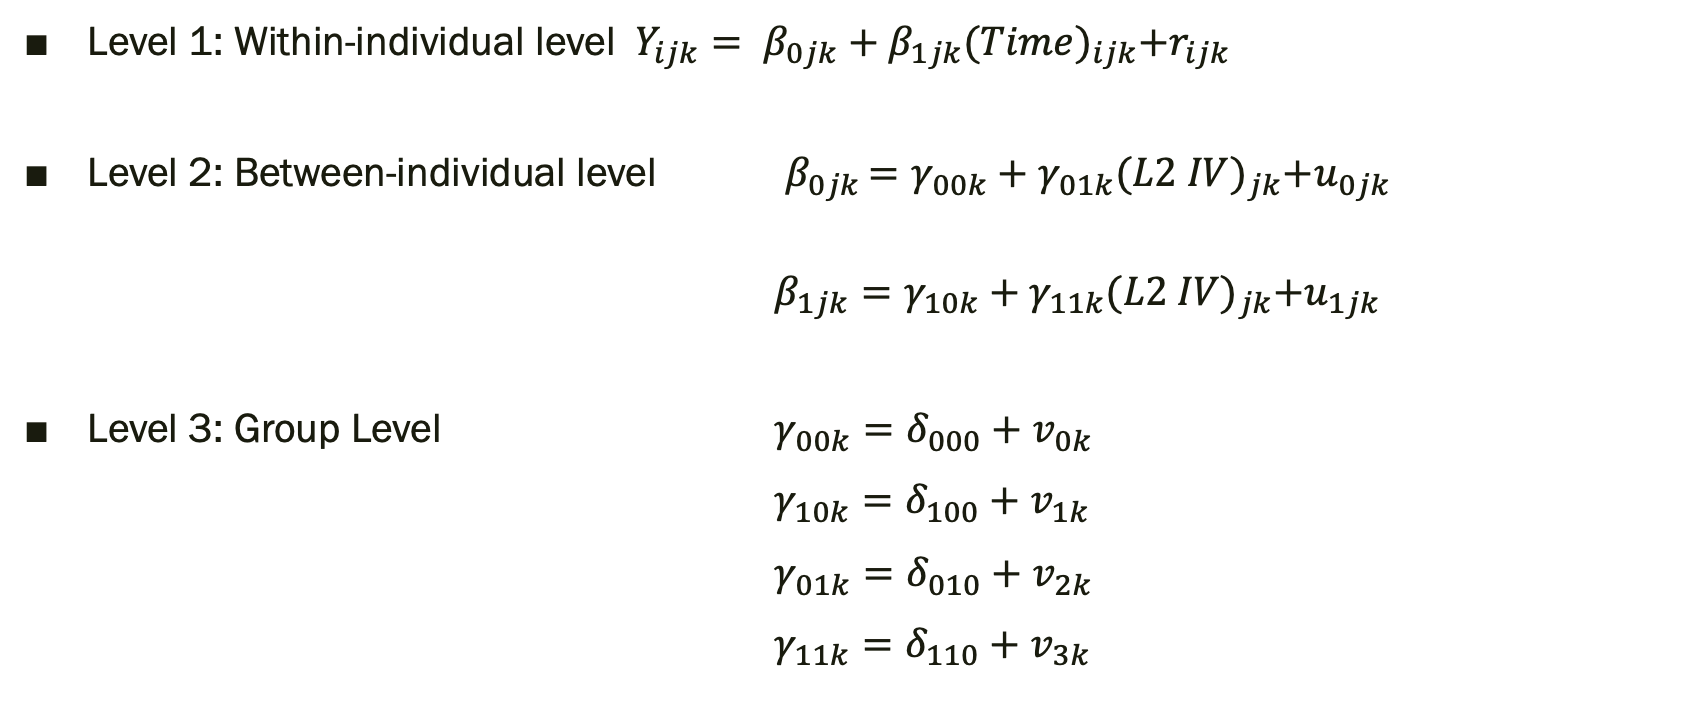 ■ Level 1: Within-individual level 𝑌ᵢⱼₖ = 𝛽₀ⱼₖ + 𝛽₁ⱼₖ(𝑇𝑖𝑚𝑒)ᵢⱼₖ+𝑟ᵢⱼₖ
■ Level 2: Between-individual level 𝛽₀ⱼₖ = 𝛾₀₀ₖ + 𝛾₀₁ₖ(𝐿2 𝐼𝑉)ⱼₖ+𝑢₀ⱼₖ
𝛽₁ⱼₖ = 𝛾₁₀ₖ + 𝛾₁₁ₖ(𝐿2 𝐼𝑉)ⱼₖ+𝑢₁ⱼₖ
■ Level 3: Group Level 𝛾₀₀ₖ = 𝛿₀₀₀ + 𝑣₀ₖ
𝛾₁₀ₖ = 𝛿₁₀₀ + 𝑣₁ₖ
𝛾₀₁ₖ = 𝛿₀₁₀ + 𝑣₂ₖ
𝛾₁₁ₖ = 𝛿₁₁₀ + 𝑣₃ₖ